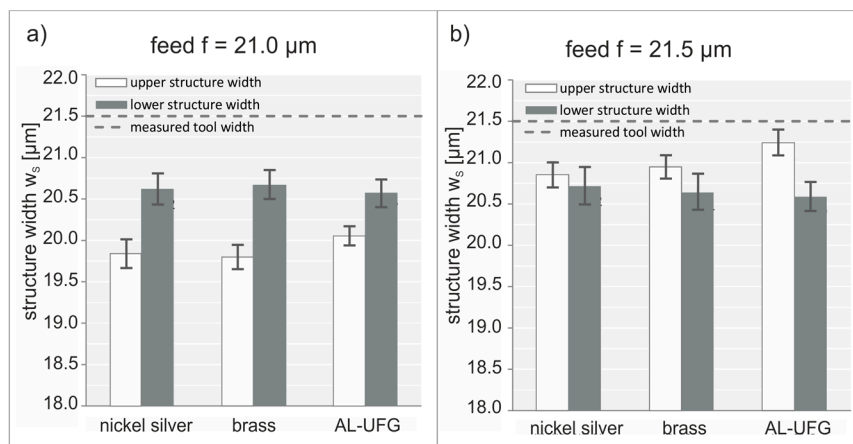 a)
feed f = 21.0 µm
structure width wS [µm]
22.0
21.5
21.0
20.5
20.0
19.5
19.0
18.5
18.0
upper structure width
lower structure width
measured tool width
nickel silver brass AL-UFG
b)
feed f = 21.5 µm
structure width wS [µm]
22.0
21.5
21.0
20.5
20.0
19.5
19.0
18.5
18.0
upper structure width
lower structure width
measured tool width
nickel silver brass AL-UFG